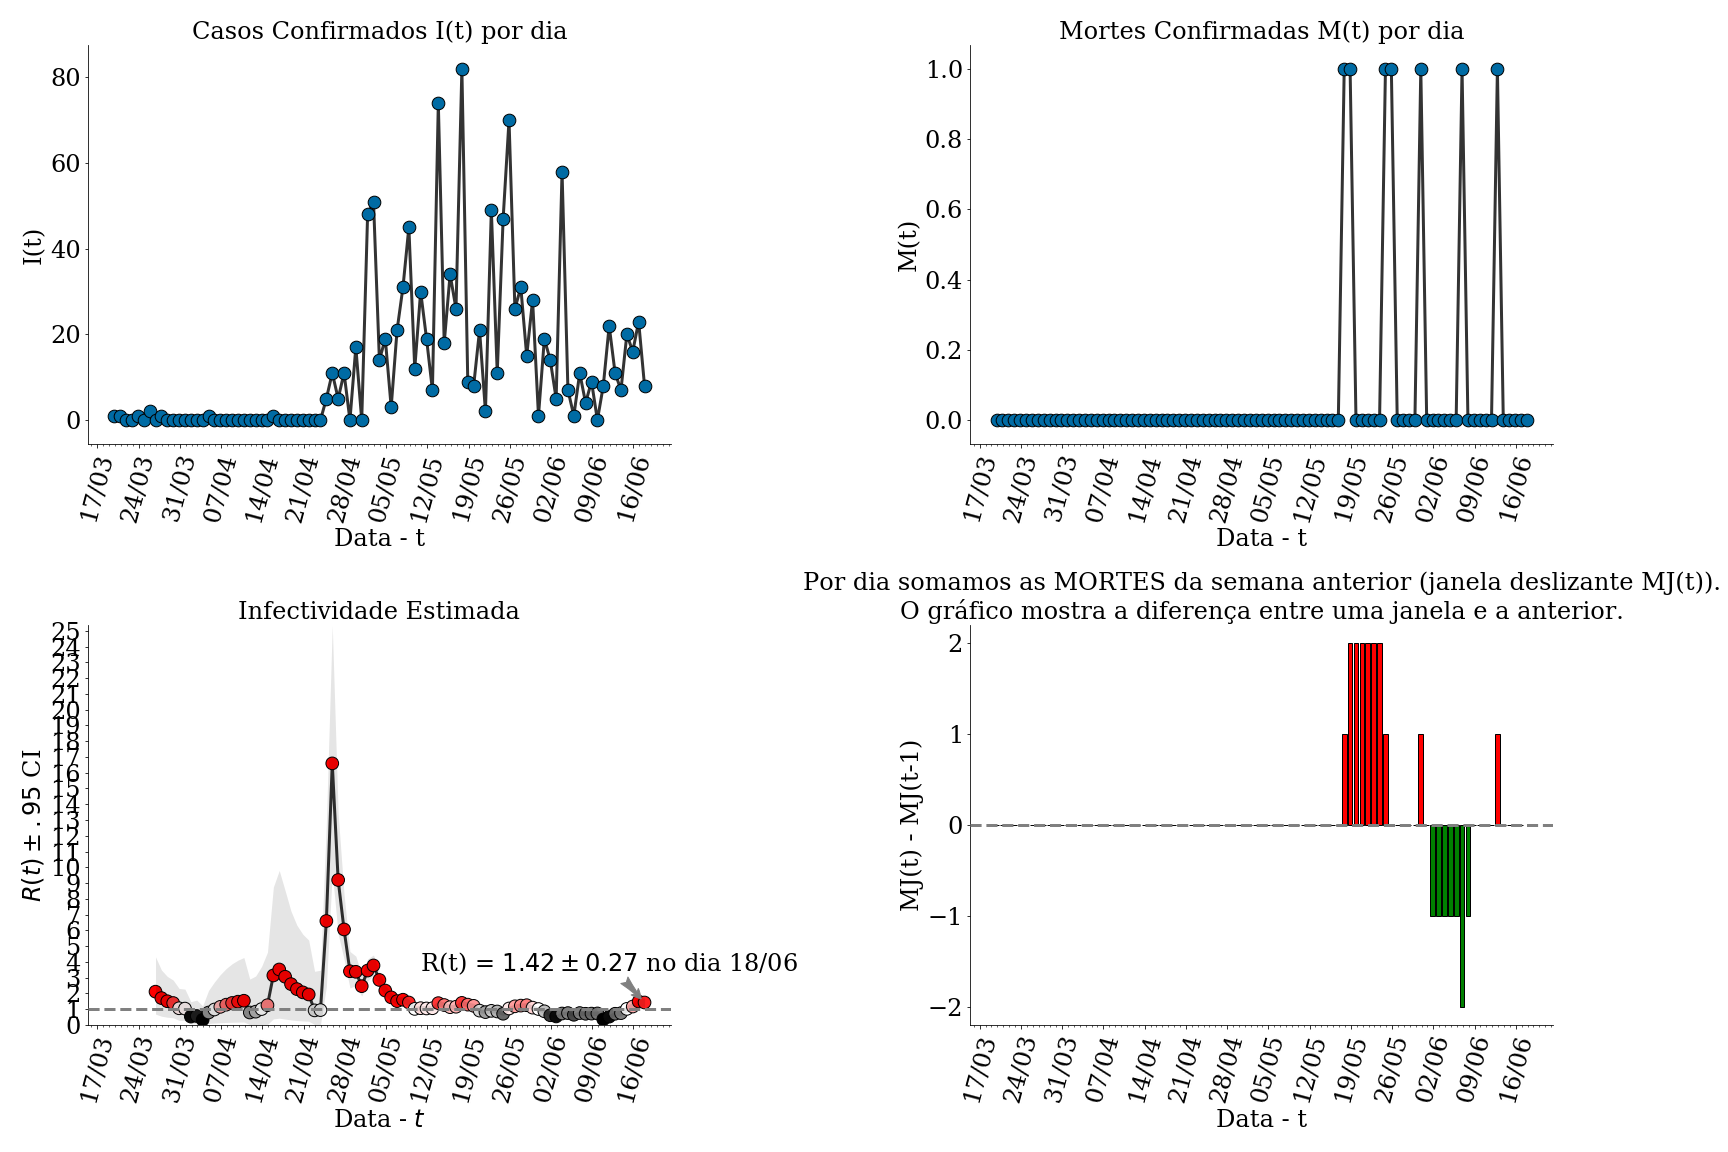 Casos Confirmados I(t) por dia
80
60
40
20
0
I(t)
17/03 24/03 31/03 07/04 14/04 21/04 28/04 05/05 12/05 19/05 26/05 02/06 09/06 16/06
Data - t
Mortes Confirmadas M(t) por dia
1.0
0.8
0.6
0.4
0.2
0.0
M(t)
17/03 24/03 31/03 07/04 14/04 21/04 28/04 05/05 12/05 19/05 26/05 02/06 09/06 16/06
Data - t
Infectividade Estimada
25
24
23
22
21
20
19
18
17
16
15
14
13
12
11
10
9
8
7
6
5
4
3
2
1
0
R(t) ± .95 CI
R(t) = 1.42 ± 0.27 no dia 18/06
17/03 24/03 31/03 07/04 14/04 21/04 28/04 05/05 12/05 19/05 26/05 02/06 09/06 16/06
Data - t
Por dia somamos as MORTES da semana anterior (janela deslizante MJ(t)).
O gráfico mostra a diferença entre uma janela e a anterior.
2
1
0
−1
−2
MJ(t) - MJ(t-1)
17/03 24/03 31/03 07/04 14/04 21/04 28/04 05/05 12/05 19/05 26/05 02/06 09/06 16/06
Data - t